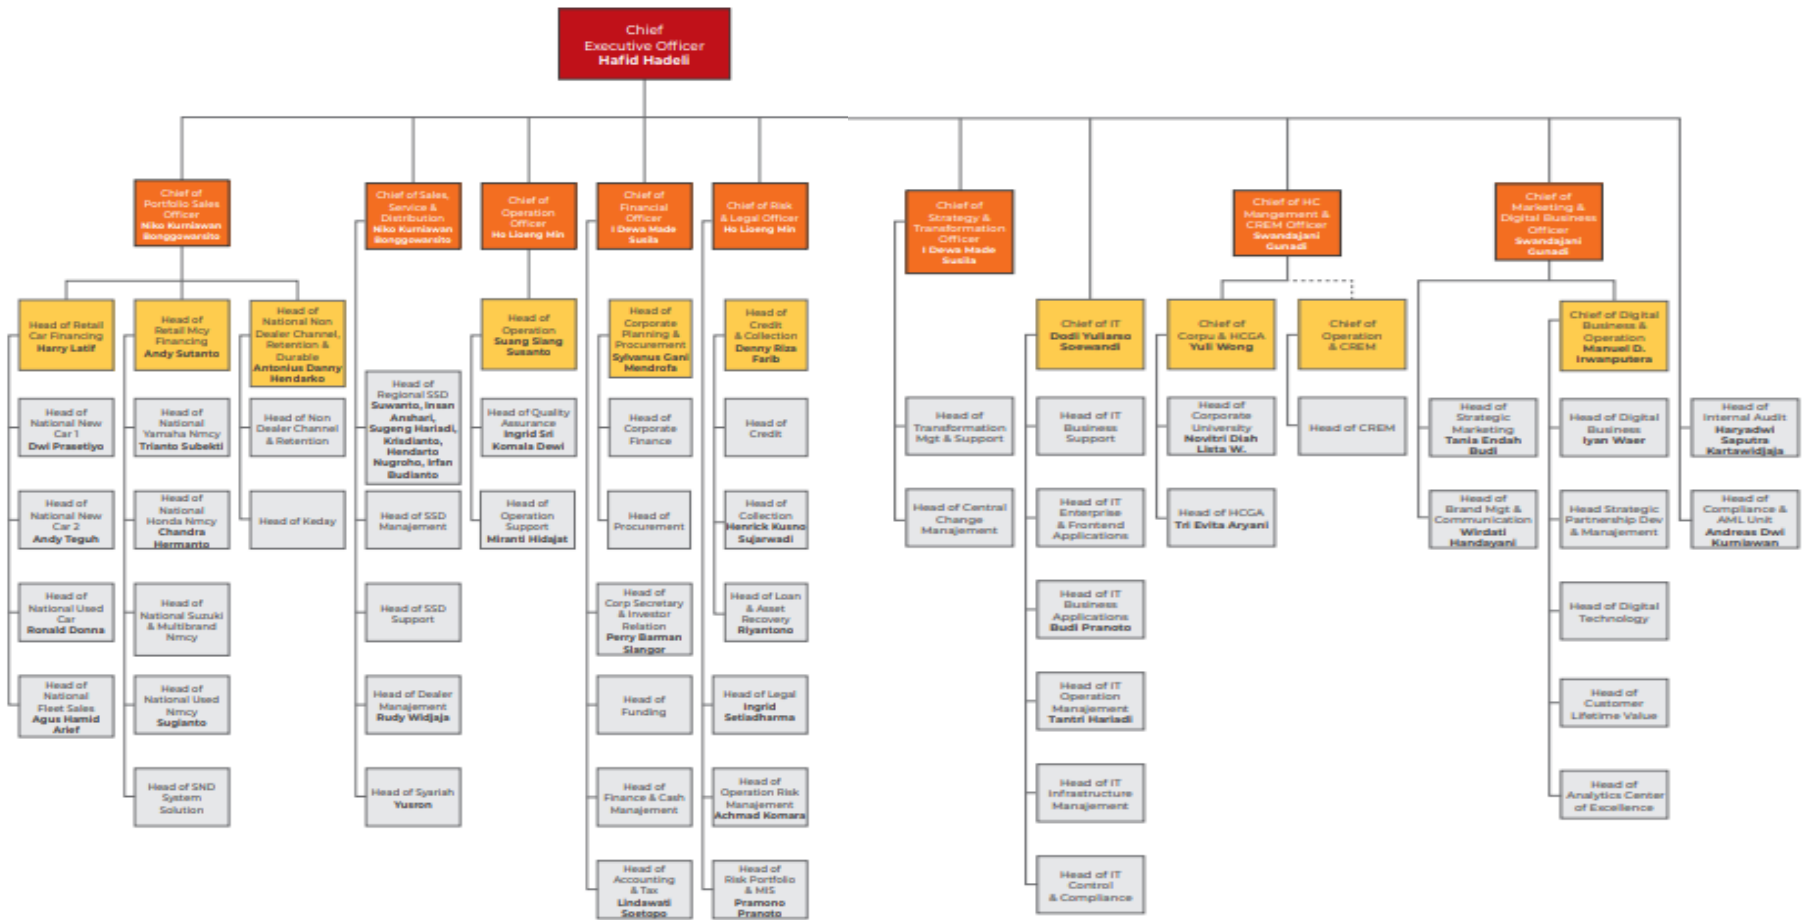 Chief
Executive Officer
Hafid Hadeli
Chief of
Portfolio Sales
Officer
Niko Kurniawan
Bonggowarsito
Chief of Sales,
Service &
Distribution
Niko Kurniawan
Bonggowarsito
Chief of
Operation
Officer
Ho Lioeng Min
Chief of
Financial
Officer
I Dewa Made
Susila
Chief of Risk
& Legal Officer
Ho Lioeng Min
Chief of
Strategy &
Transformation
Officer
I Dewa Made
Susila
Chief of HC
Mangement &
CREM Officer
Swandajani
Gunadi
Chief of
Marketing &
Digital Business
Officer
Swandajani
Gunadi
Head of Retail
Car Financing
Harry Latif
Head of
Retail Mcy
Financing
Andy Sutanto
Head of
National Non
Dealer Channel,
Retention &
Durable
Antonius Danny
Hendarko
Head of
Operation
Suang Siang
Susanto
Head of
Corporate
Planning &
Procurement
Sylvanus Gani
Mendrofa
Head of
Credit
& Collection
Denny Riza
Farib
Chief of IT
Dodi Yuliarso
Soewandi
Chief of
Corpu & HCGA
Yuli Wong
Chief of
Operation
& CREM
Chief of Digital
Business &
Operation
Manuel D.
Irwanputera
Head of
National New
Car 1
Dwi Prasetiyo
Head of
National
Yamaha Nmcy
Trianto Subekti
Head of Non
Dealer Channel
& Retention
Head of
Regional SSD
Suwanto, Insan
Anshari,
Sugeng Hariadi,
Krisdianto,
Hendarto
Nugroho, Irfan
Budianto
Head of Quality
Assurance
Ingrid Sri
Komala Dewi
Head of
Corporate
Finance
Head of
Credit
Head of
Transformation
Mgt & Support
Head of IT
Business
Support
Head of
Corporate
University
Novitri Diah
Lista W.
Head of CREM
Head of
Strategic
Marketing
Tania Endah
Budi
Head of Digital
Business
Iyan Waer
Head of
Internal Audit
Haryadwi
Saputra
Kartawidjaja
Head of
National New
Car 2
Andy Teguh
Head of
National
Honda Nmcy
Chandra
Hermanto
Head of Keday
Head of SSD
Management
Head of
Operation
Support
Miranti Hidajat
Head of
Procurement
Head of
Collection
Henrick Kusno
Sujarwadi
Head of Central
Change
Manajement
Head of IT
Enterprise
& Frontend
Applications
Head of HCGA
Tri Evita Aryani
Head of
Brand Mgt &
Communication
Wirdati
Handayani
Head Strategic
Partnership Dev
& Manajement
Head of
Compliance &
AML Unit
Andreas Dwi
Kurniawan
Head of
National Used
Car
Ronald Donna
Head of
National Suzuki
& Multibrand
Nmcy
Head of SSD
Support
Head of
Corp Secretary
& Investor
Relation
Perry Barman
Slangor
Head of Loan
& Asset
Recovery
Riyantono
Head of IT
Business
Applications
Budi Pranoto
Head of Digital
Technology
Head of
National
Fleet Sales
Agus Hamid
Arief
Head of
National Used
Nmcy
Sugianto
Head of Dealer
Management
Rudy Widjaja
Head of
Funding
Head of Legal
Ingrid
Setiadharma
Head of IT
Operation
Management
Tantri Hariadi
Head of
Customer
Lifetime Value
Head of SND
System
Solution
Head of Syariah
Yusron
Head of
Finance & Cash
Manajement
Head of
Operation Risk
Manajement
Achmad Komara
Head of IT
Infrastructure
Manajement
Head of
Analytics Center
of Excellence
Head of
Accounting
& Tax
Lindawati
Soetopo
Head of
Risk Portfolio
& MIS
Pramono
Pranoto
Head of IT
Control
& Compliance